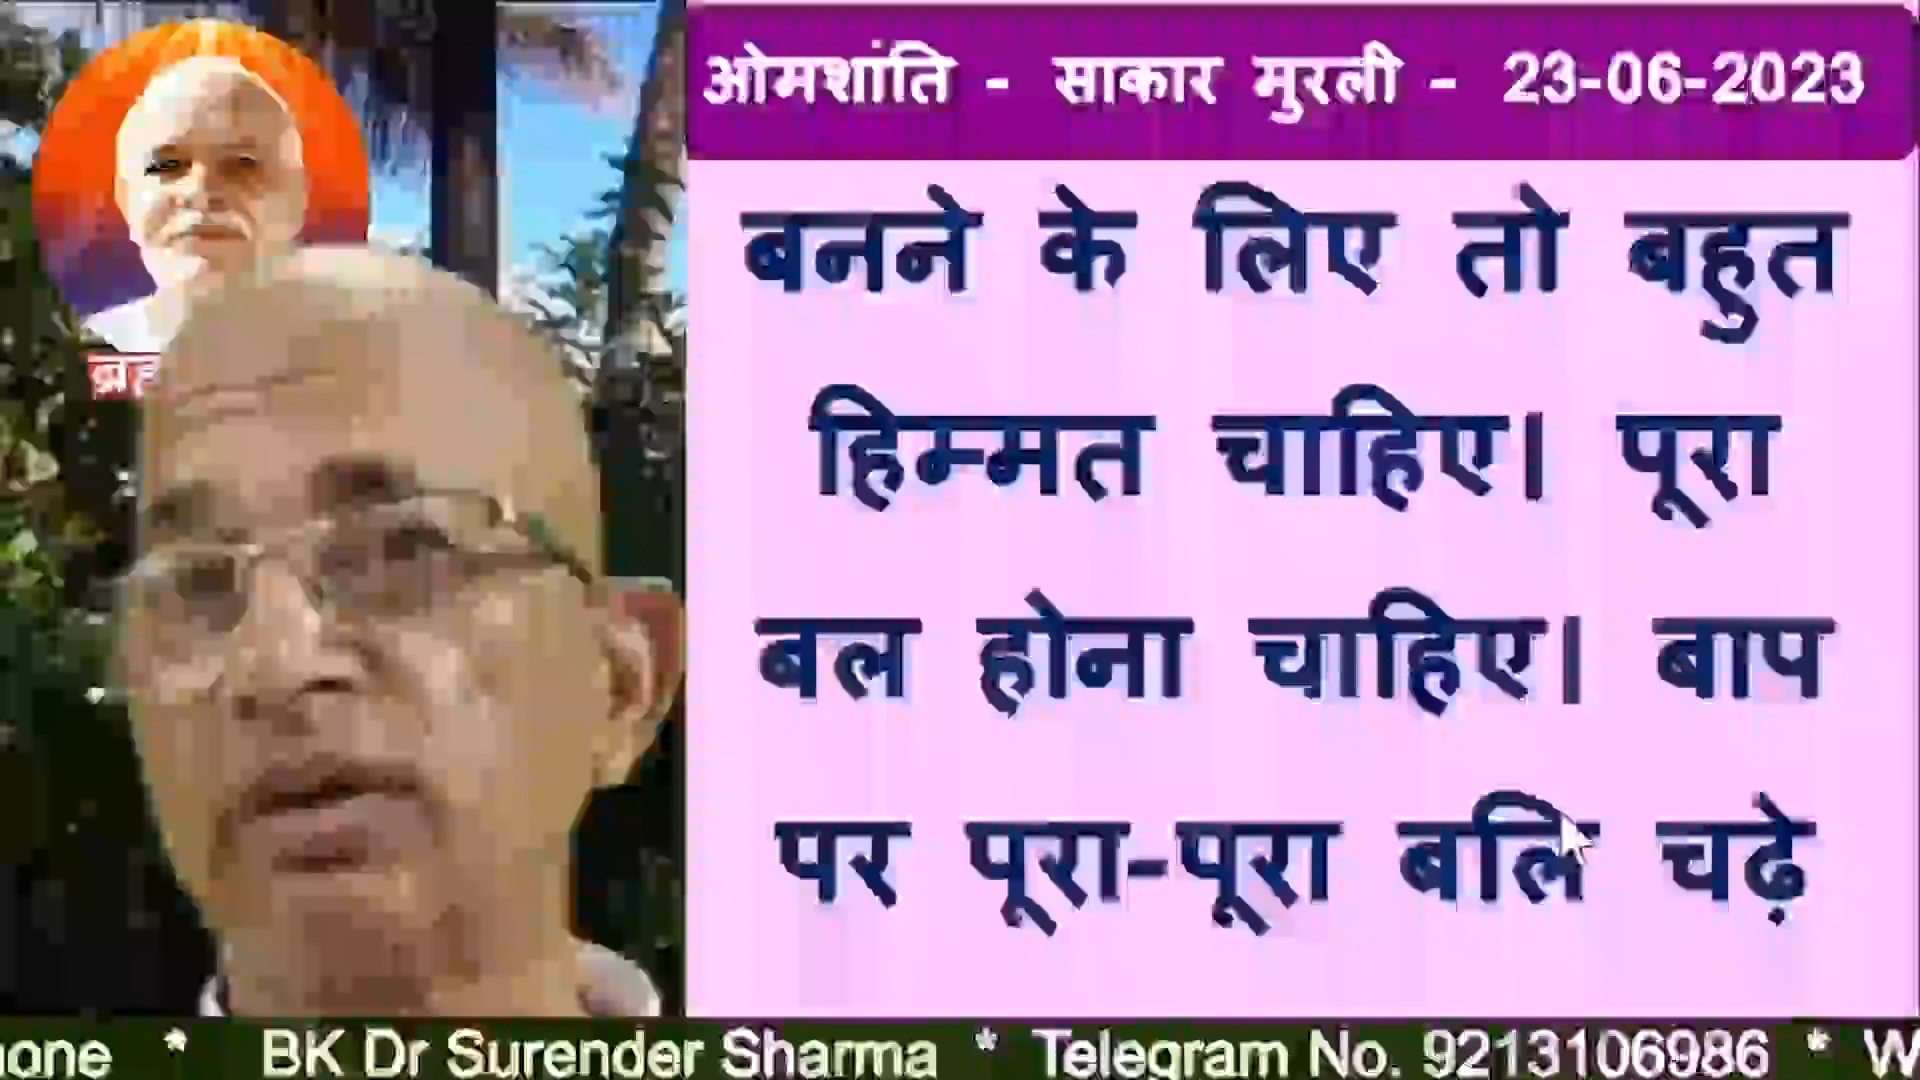 ओमशांति - साकार मुरली - 23-06-2023
बनने के लिए तो बहुत
हिम्मत चाहिए। पूरा
बल होना चाहिए। बाप
पर पूरा-पूरा बलि चढ़े
* BK Dr Surender Sharma * Telegram No. 9213106986 *